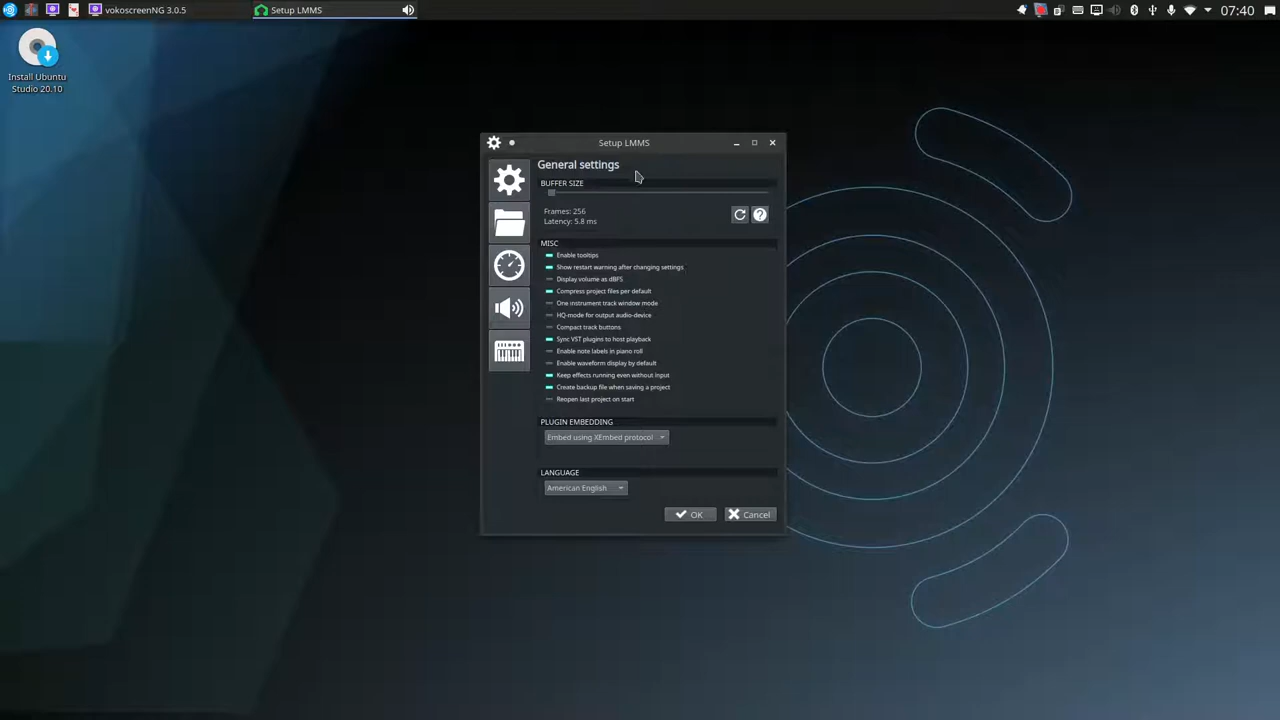 vokoscreenNG 3.0.5
Setup LMMS
07:40
Install Ubuntu
Studio 20.10
Setup LMMS
General settings
BUFFER SIZE
Frames: 256
Latency: 5.8 ms
MISC
Enable tooltips
Show restart warning after changing settings
Display volume as dBFS
Compress project files per default
One instrument track window mode
HQ-mode for output audio-device
Compact track buttons
Sync VST plugins to host playback
Enable note labels in piano roll
Enable waveform display by default
Keep effects running even without input
Create backup file when saving a project
Reopen last project on start
PLUGIN EMBEDDING
Embed using XEmbed protocol
LANGUAGE
American English
OK
Cancel